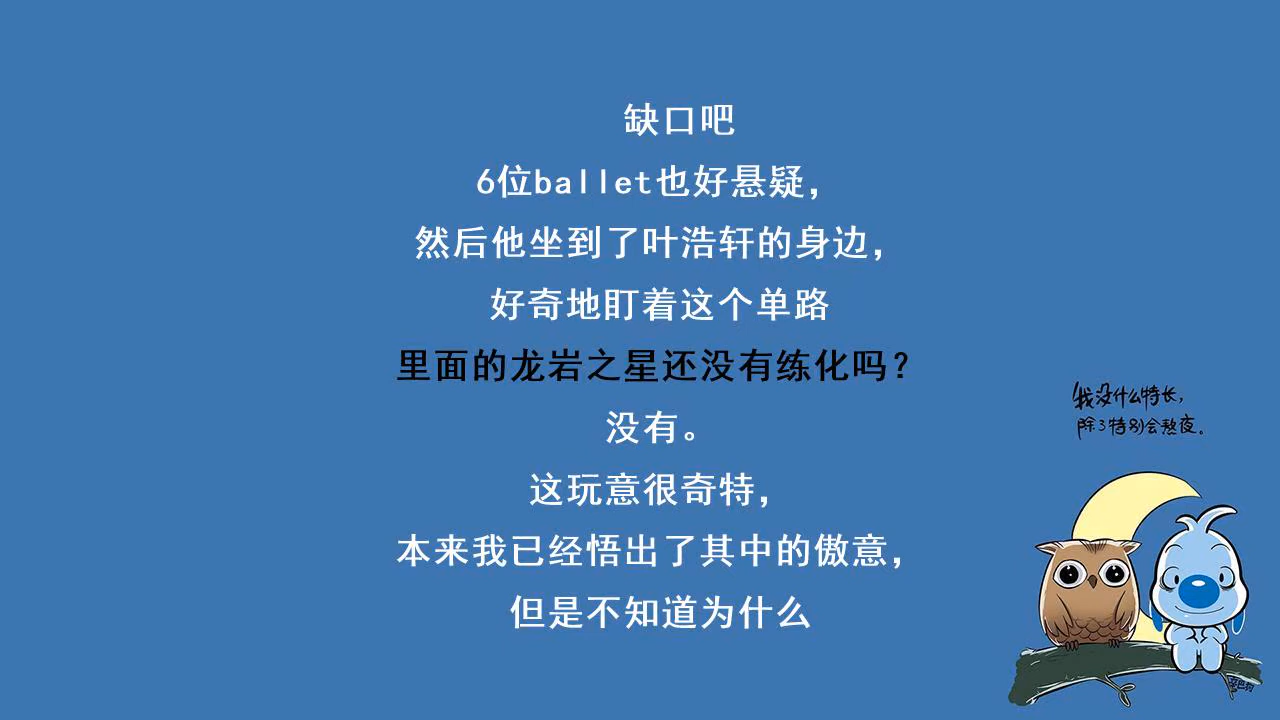 缺口吧
6位ballet也好悬疑，
然后他坐到了叶浩轩的身边，
好奇地盯着这个单路
里面的龙岩之星还没有练化吗？
没有。
这玩意很奇特，
本来我已经悟出了其中的傲意，
但是不知道为什么
我没什么特长，
除了特别会熬夜。